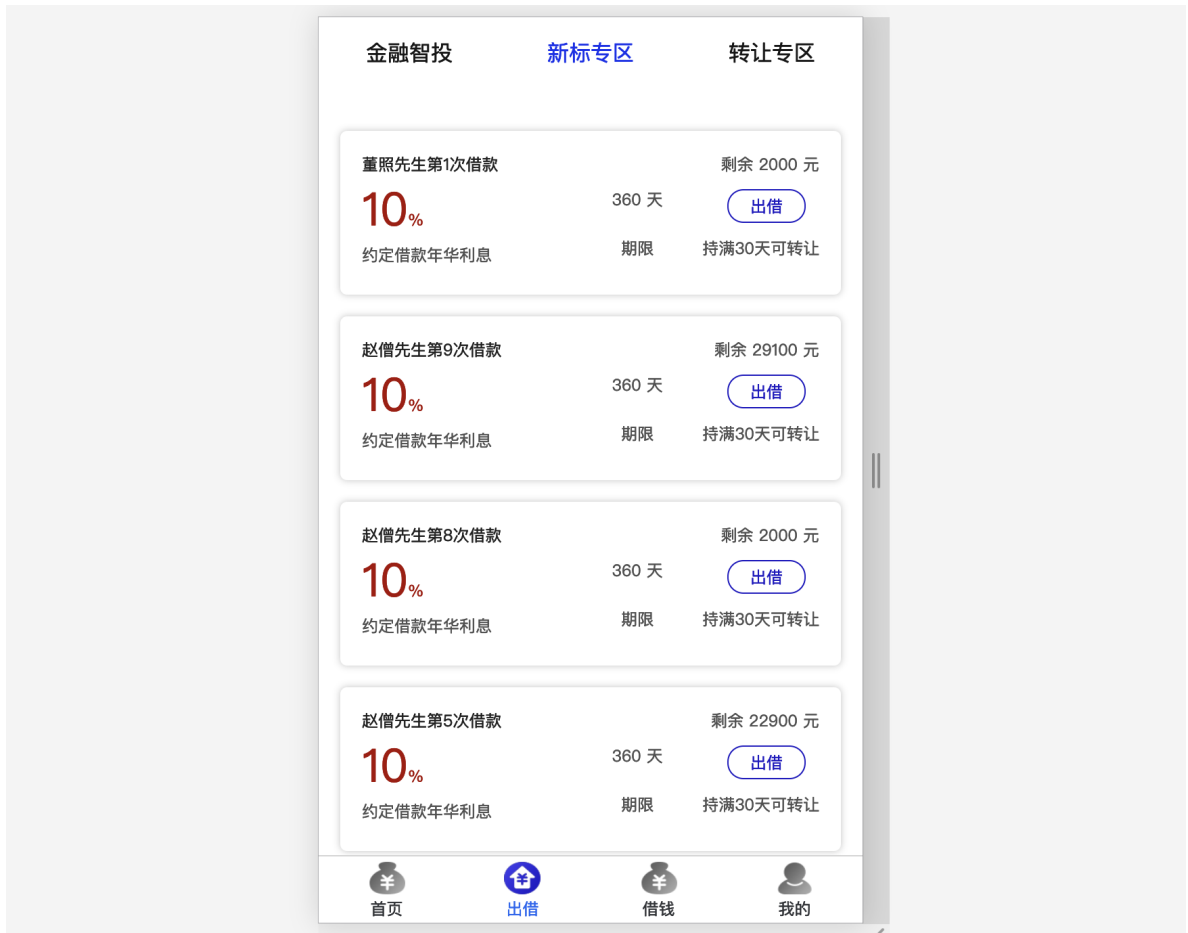 金融智投 新标专区 转让专区
董照先生第1次借款 剩余 2000 元
10% 360 天 出借
约定借款年华利息 期限 持满30天可转让
赵僧先生第9次借款 剩余 29100 元
10% 360 天 出借
约定借款年华利息 期限 持满30天可转让
赵僧先生第8次借款 剩余 2000 元
10% 360 天 出借
约定借款年华利息 期限 持满30天可转让
赵僧先生第5次借款 剩余 22900 元
10% 360 天 出借
约定借款年华利息 期限 持满30天可转让
¥ ¥ ¥
首页 出借 借钱 我的